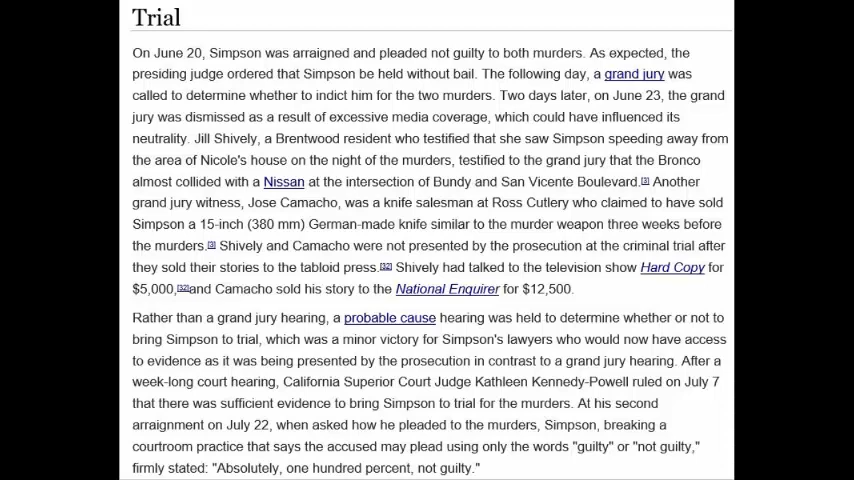 Trial
On June 20, Simpson was arraigned and pleaded not guilty to both murders. As expected, the
presiding judge ordered that Simpson be held without bail. The following day, a grand jury was
called to determine whether to indict him for the two murders. Two days later, on June 23, the grand
jury was dismissed as a result of excessive media coverage, which could have influenced its
neutrality. Jill Shively, a Brentwood resident who testified that she saw Simpson speeding away from
the area of Nicole's house on the night of the murders, testified to the grand jury that the Bronco
almost collided with a Nissan at the intersection of Bundy and San Vicente Boulevard.[3] Another
grand jury witness, Jose Camacho, was a knife salesman at Ross Cutlery who claimed to have sold
Simpson a 15-inch (380 mm) German-made knife similar to the murder weapon three weeks before
the murders.[3] Shively and Camacho were not presented by the prosecution at the criminal trial after
they sold their stories to the tabloid press.[32] Shively had talked to the television show Hard Copy for
$5,000,[32]and Camacho sold his story to the National Enquirer for $12,500.
Rather than a grand jury hearing, a probable cause hearing was held to determine whether or not to
bring Simpson to trial, which was a minor victory for Simpson's lawyers who would now have access
to evidence as it was being presented by the prosecution in contrast to a grand jury hearing. After a
week-long court hearing, California Superior Court Judge Kathleen Kennedy-Powell ruled on July 7
that there was sufficient evidence to bring Simpson to trial for the murders. At his second
arraignment on July 22, when asked how he pleaded to the murders, Simpson, breaking a
courtroom practice that says the accused may plead using only the words "guilty" or "not guilty,"
firmly stated: "Absolutely, one hundred percent, not guilty."